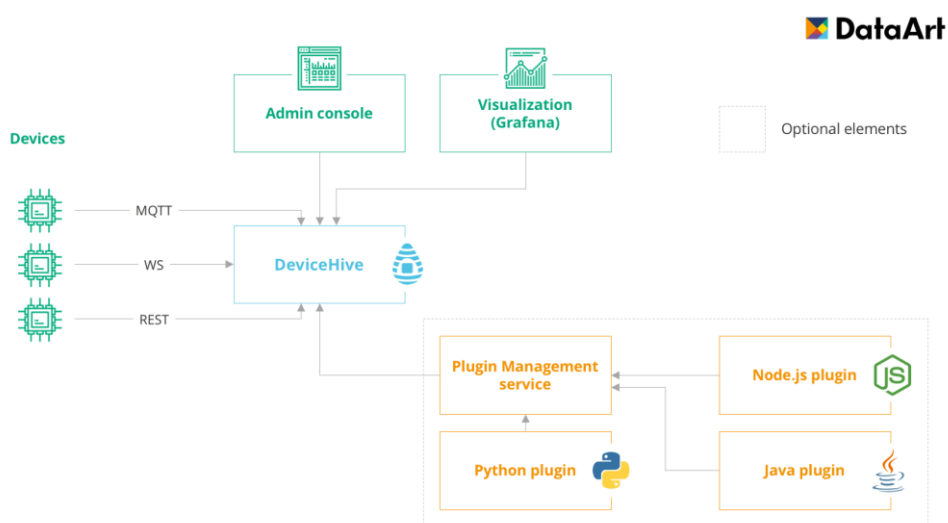 DataArt
Admin console
Visualization
(Grafana)
Optional elements
Devices
MQTT
WS
REST
DeviceHive
Plugin Management
service
Node.js plugin
JS
Python plugin
Java plugin